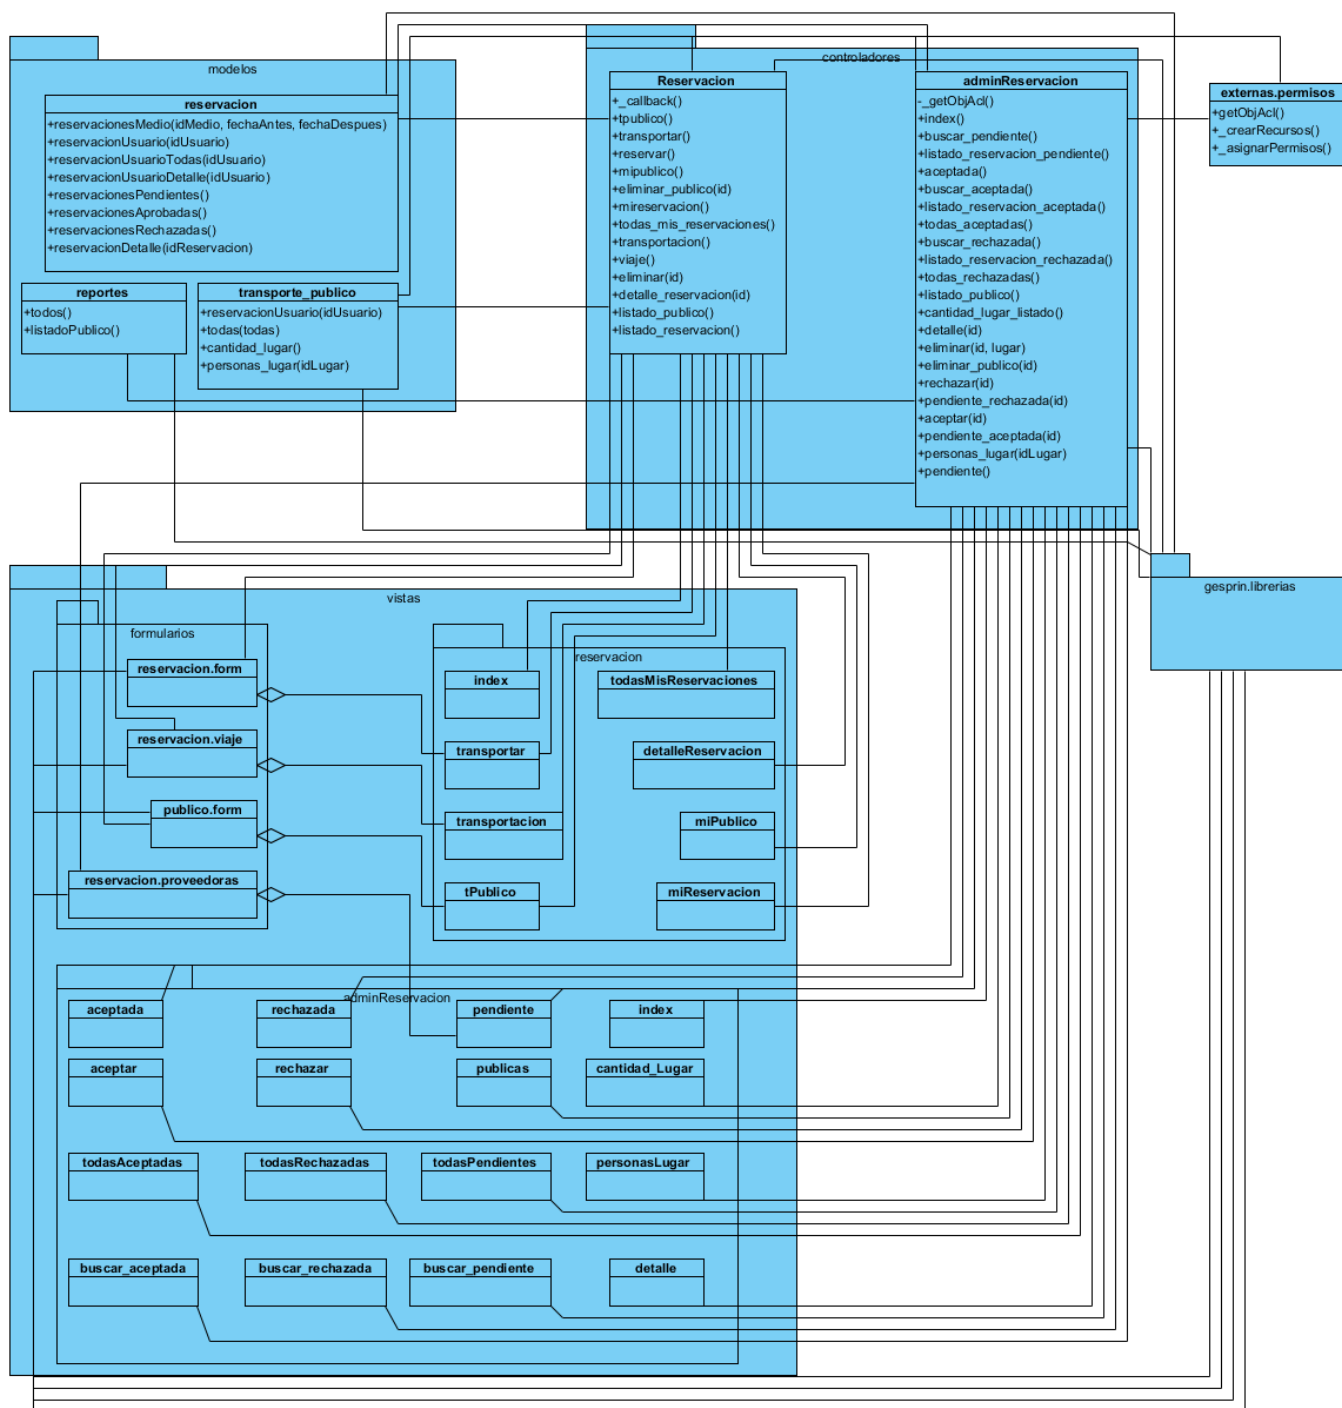 modelos
reservacion
+reservacionesMedio(idMedio, fechaAntes, fechaDespues)
+reservacionUsuario(idUsuario)
+reservacionUsuarioTodas(idUsuario)
+reservacionUsuarioDetalle(idUsuario)
+reservacionesPendientes()
+reservacionesAprobadas()
+reservacionesRechazadas()
+reservacionDetalle(idReservacion)
reportes
+todos()
+listadoPublico()
transporte_publico
+reservacionUsuario(idUsuario)
+todas(todas)
+cantidad_lugar()
+personas_lugar(idLugar)
controladores
Reservacion
+_callback()
+tpublico()
+transportar()
+reservar()
+mipublico()
+eliminar_publico(id)
+mireservacion()
+todas_mis_reservaciones()
+transportacion()
+viaje()
+eliminar(id)
+detalle_reservacion(id)
+listado_publico()
+listado_reservacion()
adminReservacion
-_getObjAcl()
+index()
+buscar_pendiente()
+listado_reservacion_pendiente()
+aceptada()
+buscar_aceptada()
+listado_reservacion_aceptada()
+todas_aceptadas()
+buscar_rechazada()
+listado_reservacion_rechazada()
+todas_rechazadas()
+listado_publico()
+cantidad_lugar_listado()
+detalle(id)
+eliminar(id, lugar)
+eliminar_publico(id)
+rechazar(id)
+pendiente_rechazada(id)
+aceptar(id)
+pendiente_aceptada(id)
+personas_lugar(idLugar)
+pendiente()
externas.permisos
+getObjAcl()
+_crearRecursos()
+_asignarPermisos()
gesprin.librerias
vistas
formularios
reservacion.form
reservacion.viaje
publico.form
reservacion.proveedoras
reservacion
index
todasMisReservaciones
transportar
detalleReservacion
transportacion
miPublico
tPublico
miReservacion
adminReservacion
aceptada
rechazada
pendiente
index
aceptar
rechazar
publicas
cantidad_Lugar
todasAceptadas
todasRechazadas
todasPendientes
personasLugar
buscar_aceptada
buscar_rechazada
buscar_pendiente
detalle